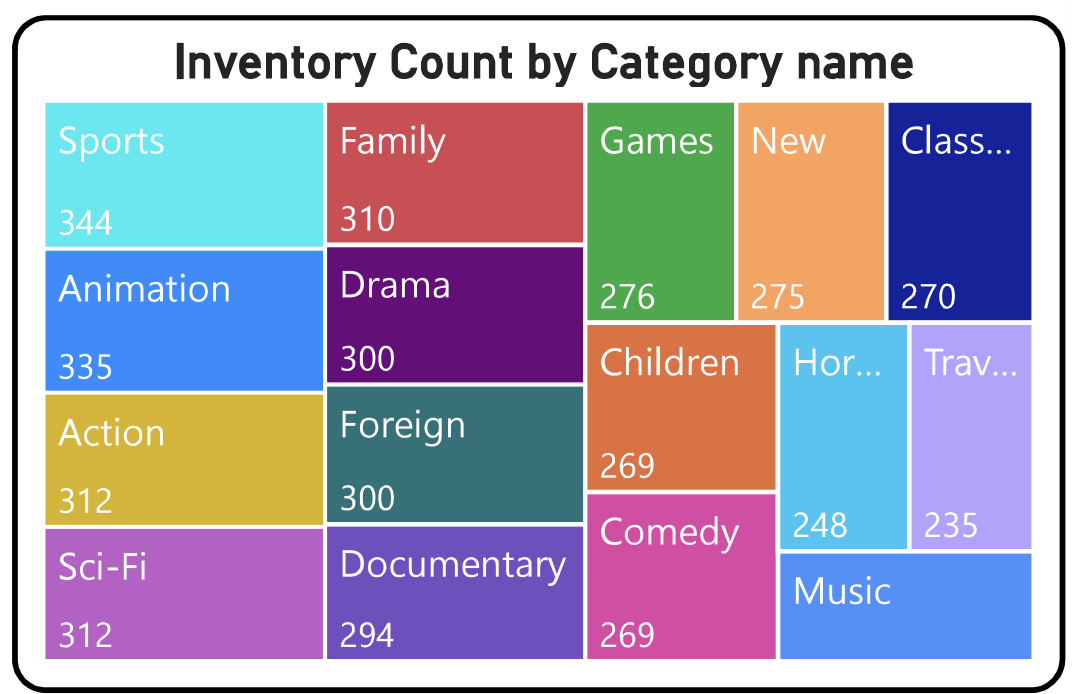 Inventory Count by Category name
Sports
344
Animation
335
Action
312
Sci-Fi
312
Family
310
Drama
300
Foreign
300
Documentary
294
Games
276
New
275
Class...
270
Children
269
Comedy
269
Hor...
248
Trav...
235
Music